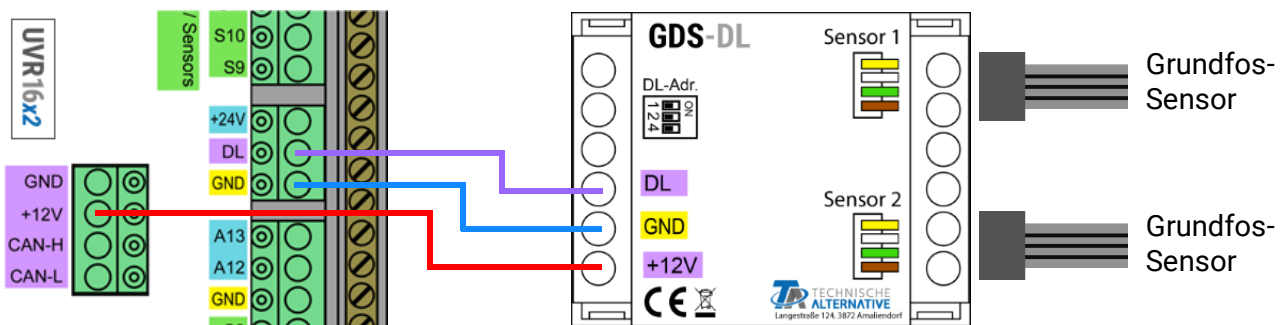 UVR16x2
/ Sensors
S10
S9
+24V
DL
GND
A13
A12
GND
GND
+12V
CAN-H
CAN-L
GDS-DL
DL-Adr.
ON
1 2 4
DL
GND
+12V
CE
TA TECHNISCHE
ALTERNATIVE
Langestraße 124, 3872 Amaliendorf
Sensor 1
Sensor 2
Grundfos-
Sensor
Grundfos-
Sensor